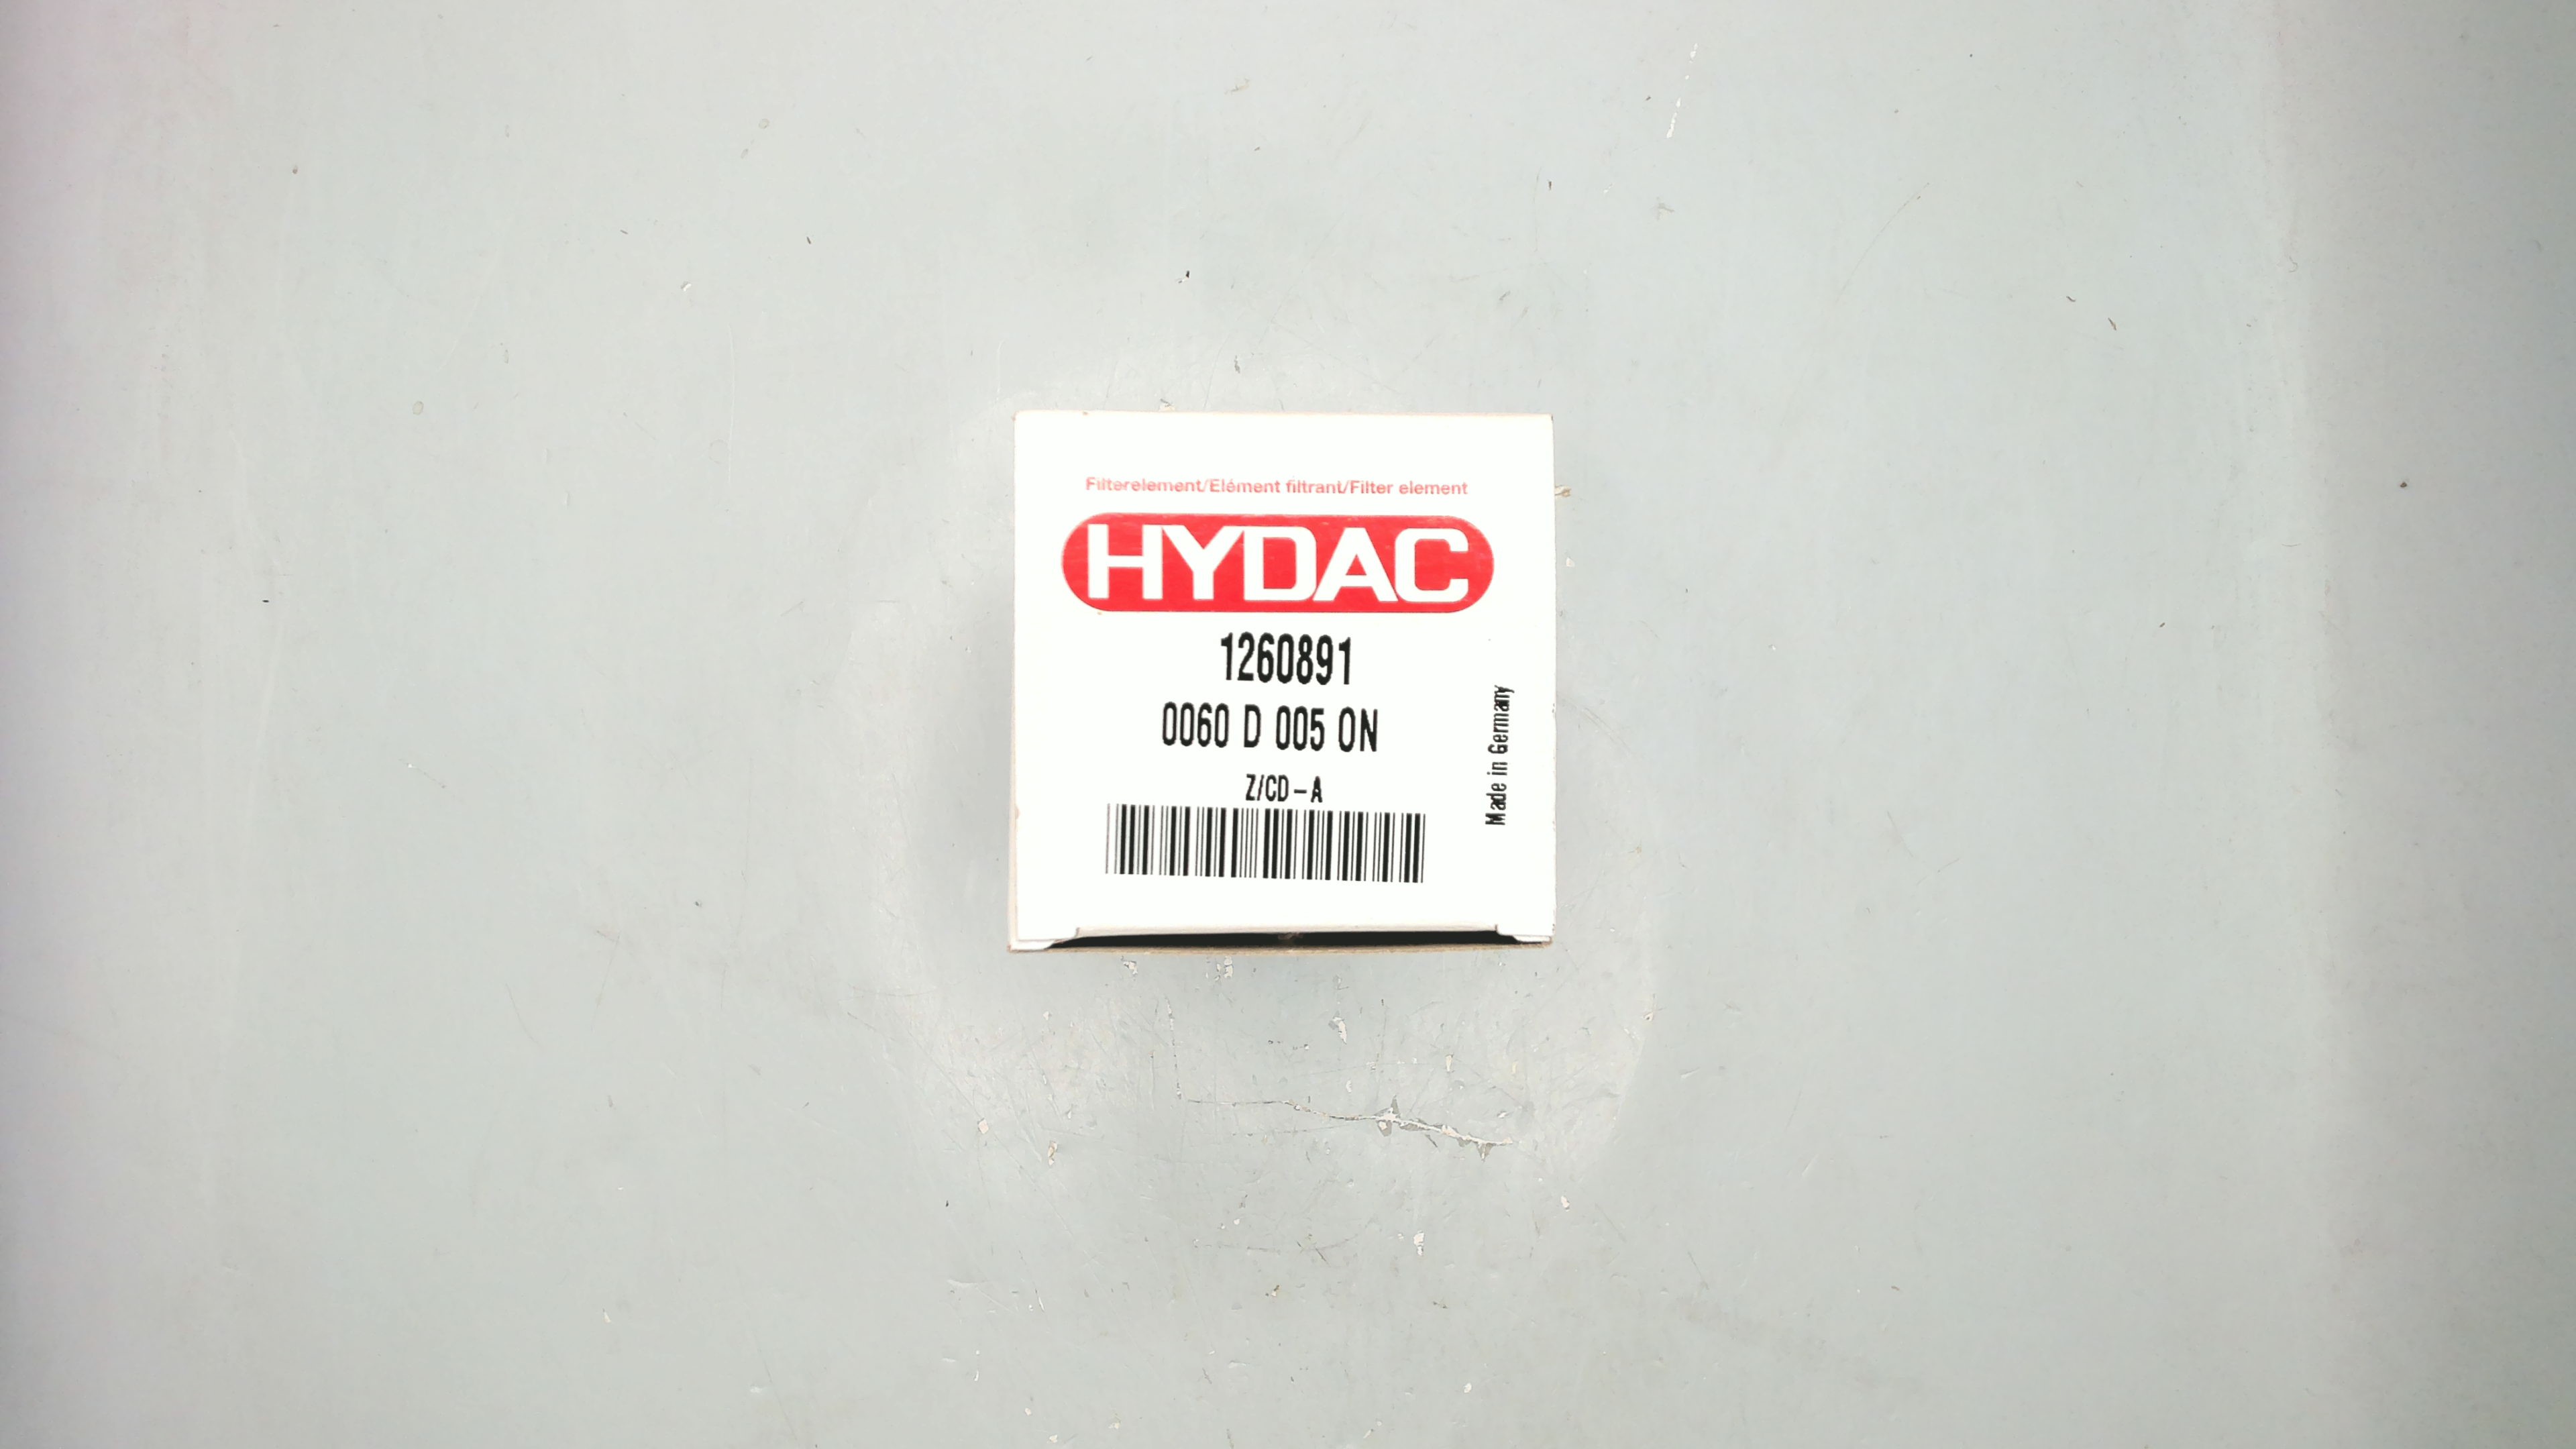 Filterelement/Elément filtrant/Filter element
HYDAC
1260891
0060 D 005 ON
Z/CD-A
Made in Germany